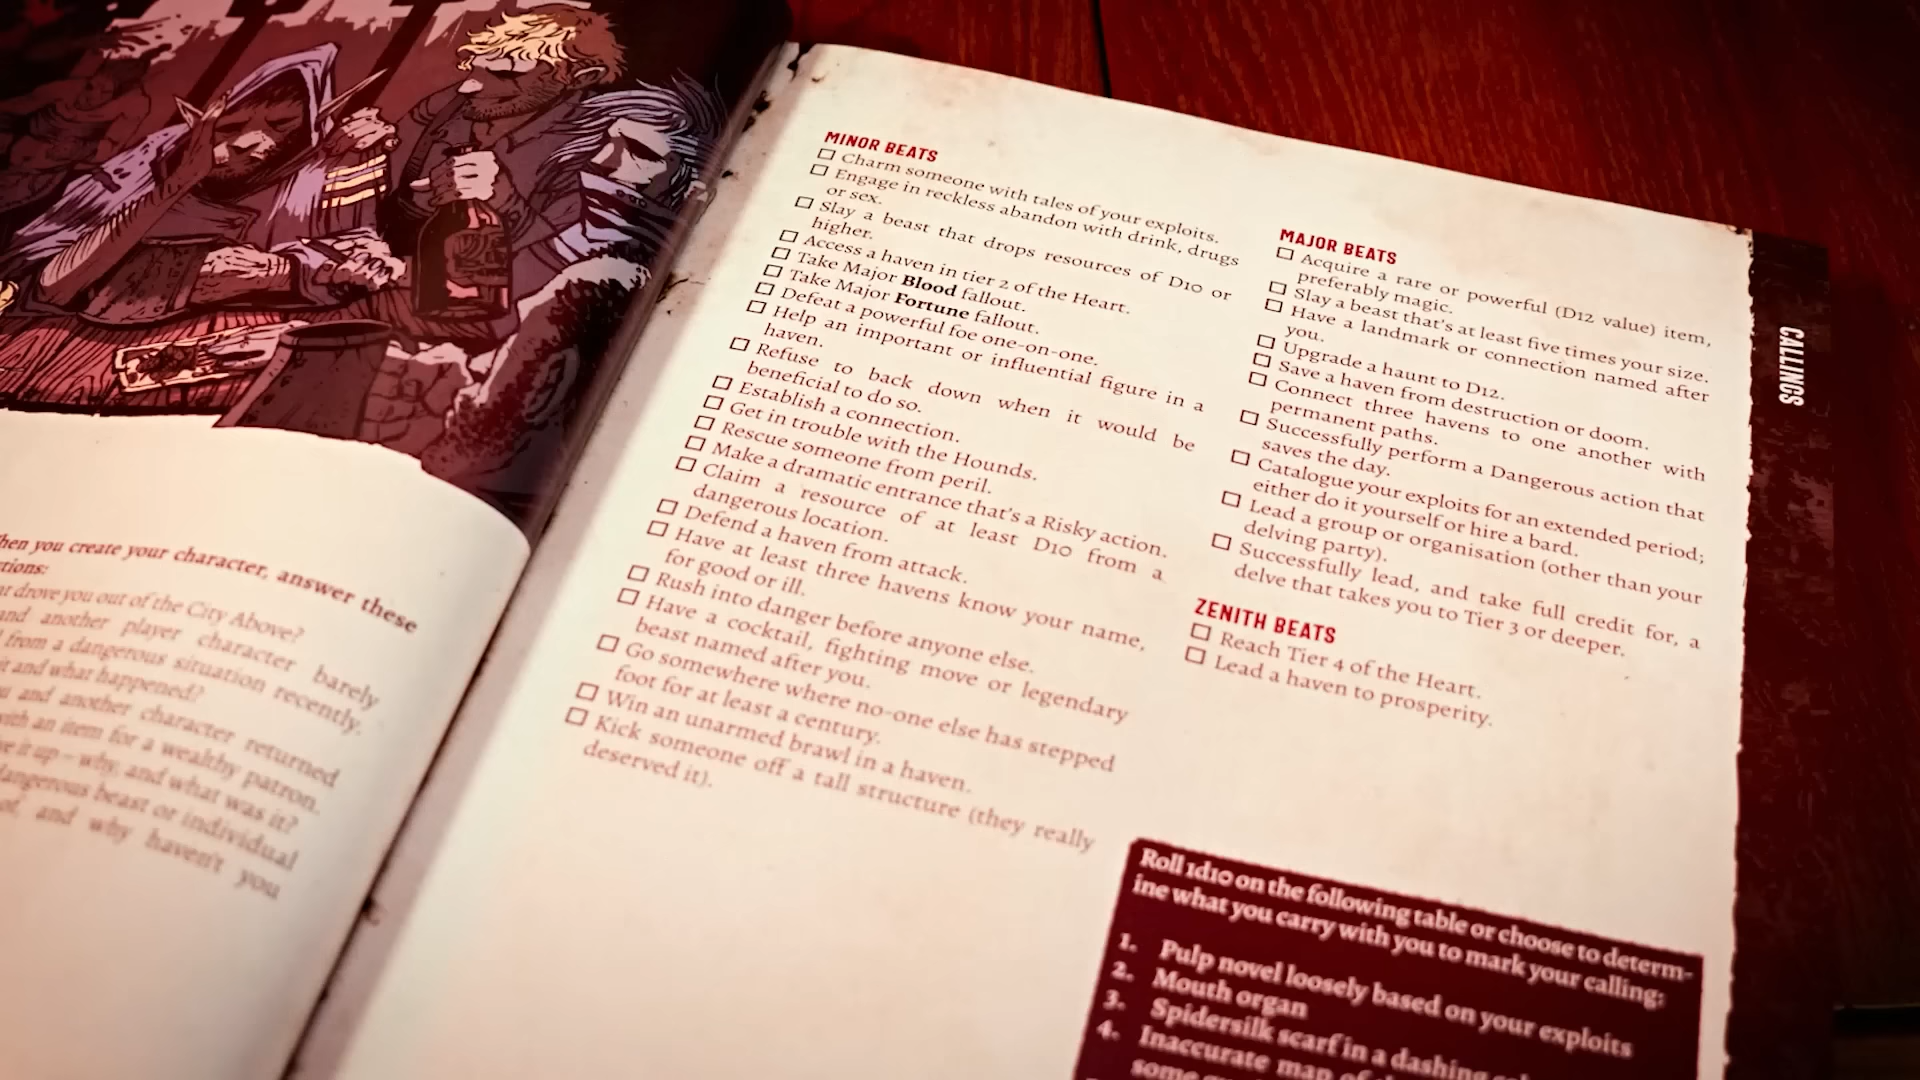 hen you create your character, answer these
tions:
at drove you out of the City Above?
and another player character barely
from a dangerous situation recently.
it and what happened?
u and another character returned
with an item for a wealthy patron.
ve it up – why, and what was it?
dangerous beast or individual
of, and why haven't you
MINOR BEATS
Charm someone with tales of your exploits.
Engage in reckless abandon with drink, drugs
or sex.
Slay a beast that drops resources of D10 or
higher.
Access a haven in tier 2 of the Heart.
Take Major Blood fallout.
Take Major Fortune fallout.
Defeat a powerful foe one-on-one.
Help an important or influential figure in a
haven.
Refuse to back down when it would be
beneficial to do so.
Establish a connection.
Get in trouble with the Hounds.
Rescue someone from peril.
Make a dramatic entrance that's a Risky action.
Claim a resource of at least D10 from a
dangerous location.
Defend a haven from attack.
Have at least three havens know your name,
for good or ill.
Rush into danger before anyone else.
Have a cocktail, fighting move or legendary
beast named after you.
Go somewhere where no-one else has stepped
foot for at least a century.
Win an unarmed brawl in a haven.
Kick someone off a tall structure (they really
deserved it).
MAJOR BEATS
Acquire a rare or powerful (D12 value) item,
preferably magic.
Slay a beast that's at least five times your size.
Have a landmark or connection named after
you.
Upgrade a haunt to D12.
Save a haven from destruction or doom.
Connect three havens to one another with
permanent paths.
Successfully perform a Dangerous action that
saves the day.
Catalogue your exploits for an extended period;
either do it yourself or hire a bard.
Lead a group or organisation (other than your
delving party).
Successfully lead, and take full credit for, a
delve that takes you to Tier 3 or deeper.
ZENITH BEATS
Reach Tier 4 of the Heart.
Lead a haven to prosperity.
Roll 1d10 on the following table or choose to determ-
ine what you carry with you to mark your calling:
1. Pulp novel loosely based on your exploits
2. Mouth organ
3. Spidersilk scarf in a dashing
4. Inaccurate map of
some
CALLINGS